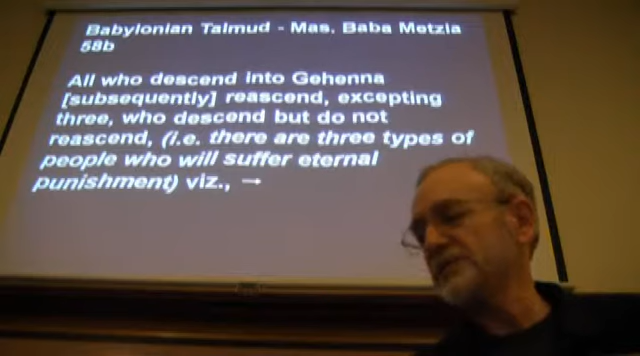 Babylonian Talmud - Mas. Baba Metzia
58b
All who descend into Gehenna
[subsequently] reascend, excepting
three, who descend but do not
reascend, (i.e. there are three types of
people who will suffer eternal
punishment) viz., →